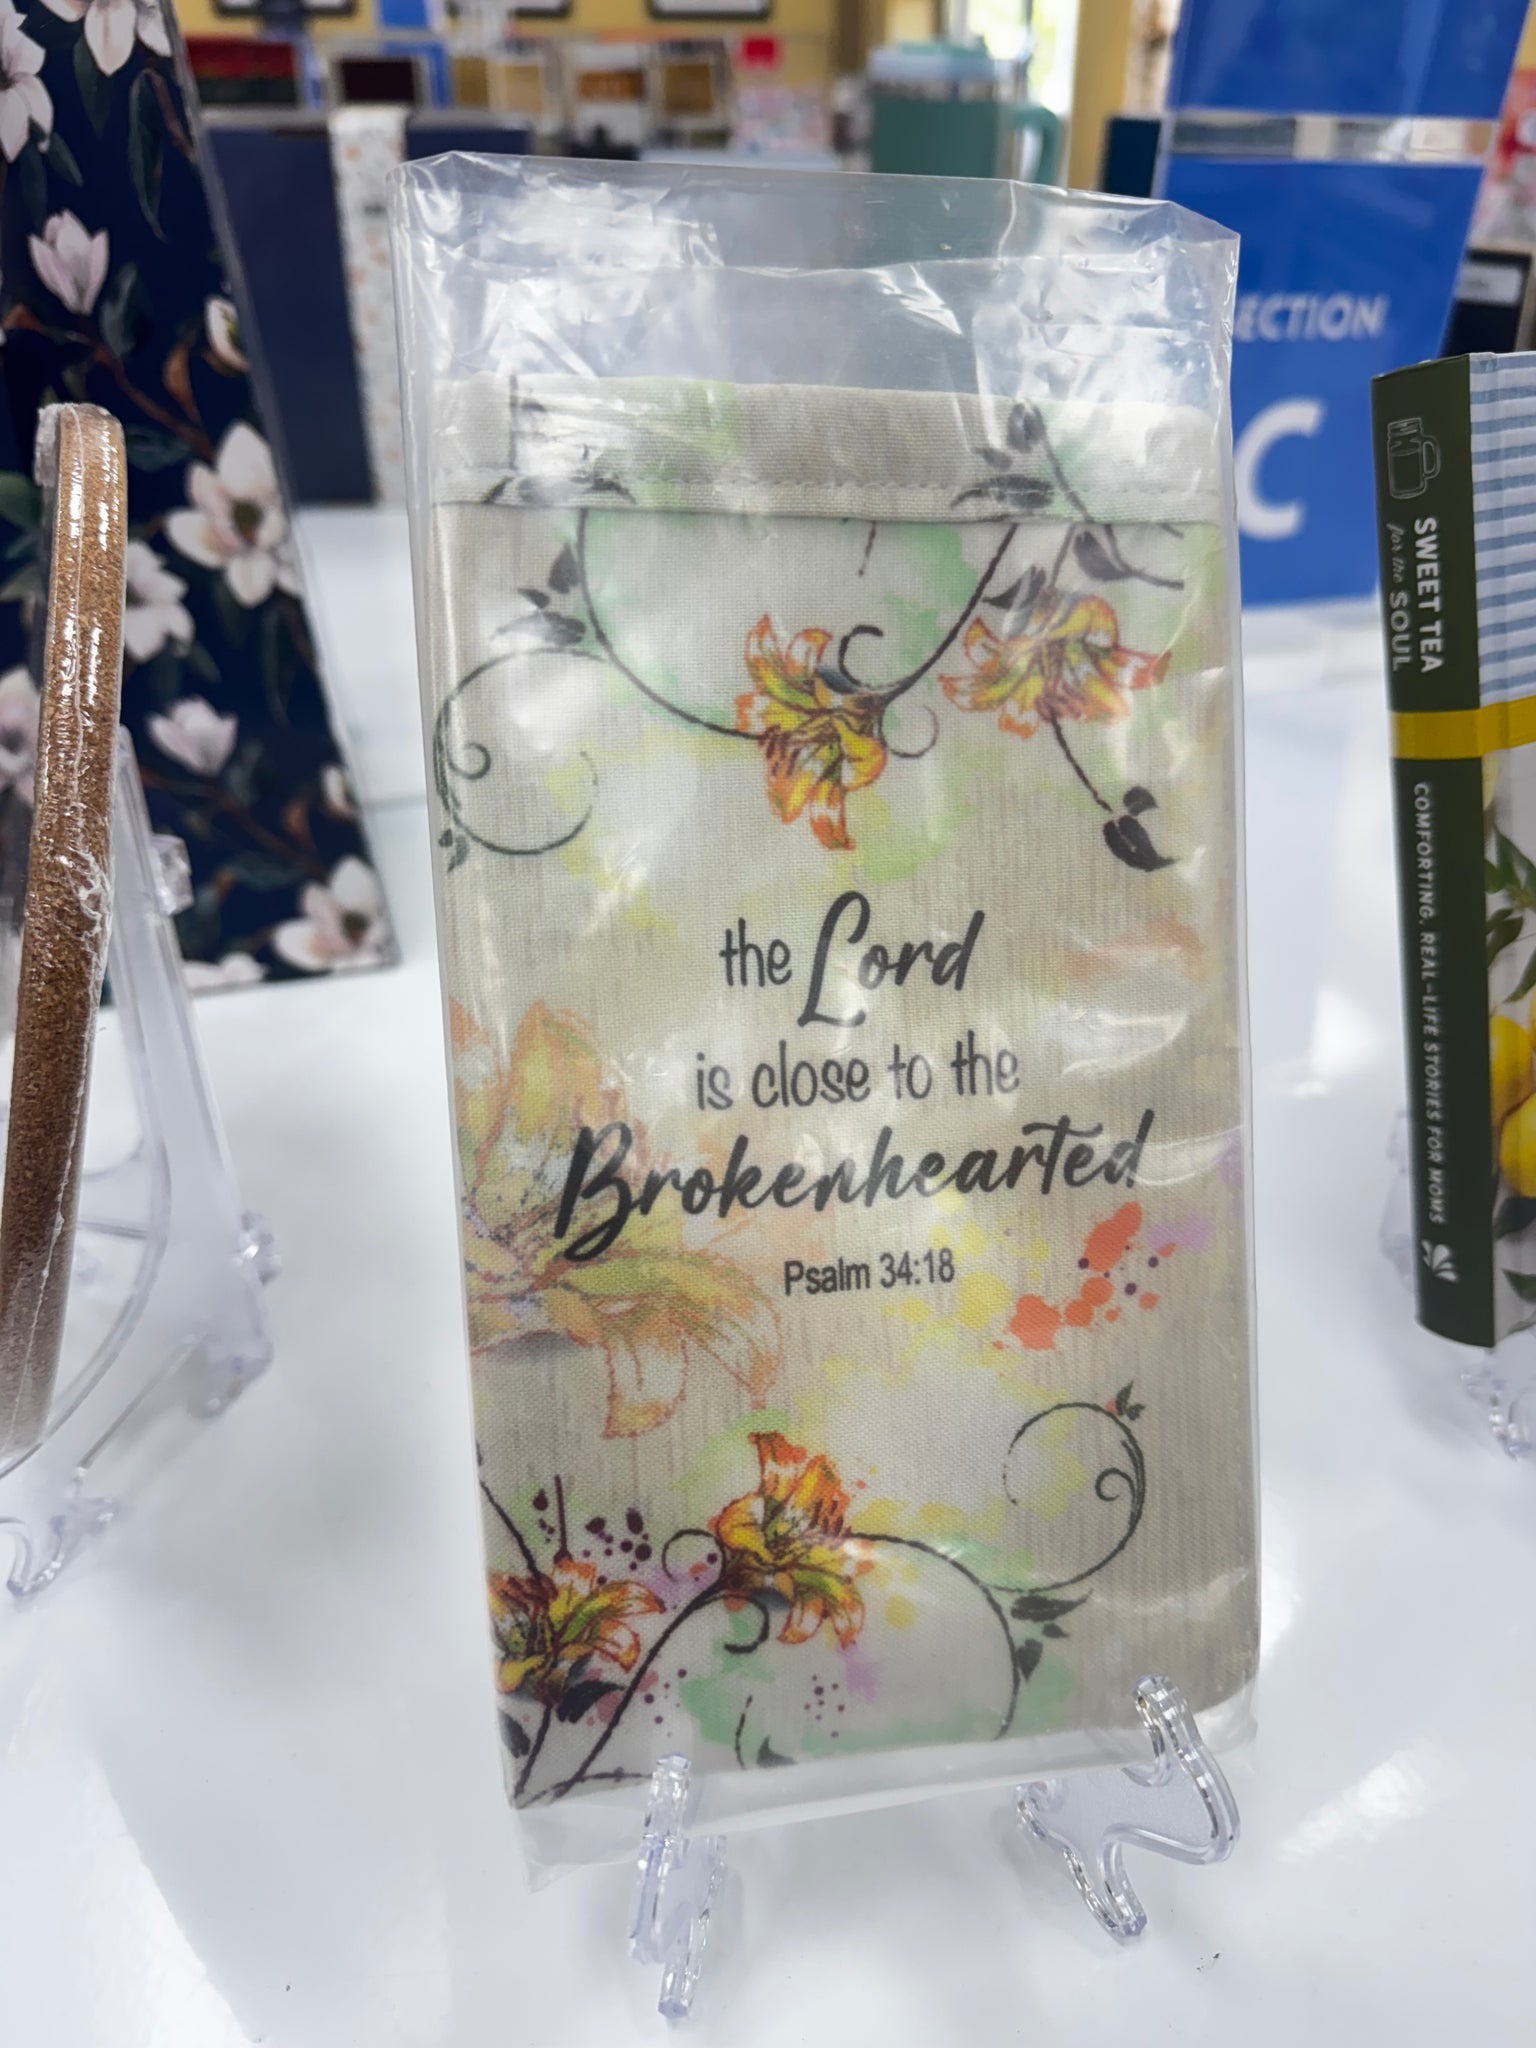 the Lord
is close to the
Brokenhearted
Psalm 34:18
ECTION
C
SWEET TEA
for the SOUL
COMFORTING, REAL-LIFE STORIES FOR MOMS